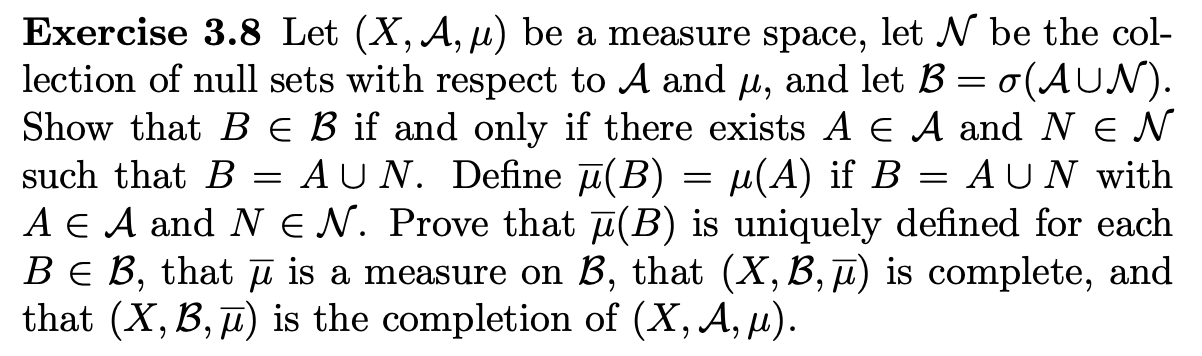 Exercise 3.8 Let (X, 𝒜, μ) be a measure space, let 𝒩 be the col-
lection of null sets with respect to 𝒜 and μ, and let ℬ = σ(𝒜∪𝒩).
Show that B ∈ ℬ if and only if there exists A ∈ 𝒜 and N ∈ 𝒩
such that B = A ∪ N. Define μ̅(B) = μ(A) if B = A ∪ N with
A ∈ 𝒜 and N ∈ 𝒩. Prove that μ̅(B) is uniquely defined for each
B ∈ ℬ, that μ̅ is a measure on ℬ, that (X, ℬ, μ̅) is complete, and
that (X, ℬ, μ̅) is the completion of (X, 𝒜, μ).